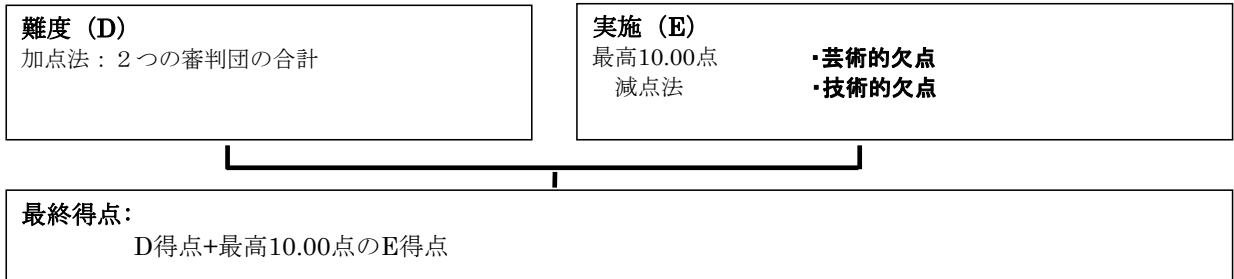 難度（D）
加点法：２つの審判団の合計
実施（E）
最高10.00点 ・芸術的欠点
減点法 ・技術的欠点
最終得点：
D得点+最高10.00点のE得点